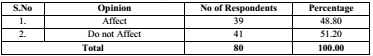 S.No Opinion No of Respondents Percentage
1. Affect 39 48.80
2. Do not Affect 41 51.20
Total 80 100.00